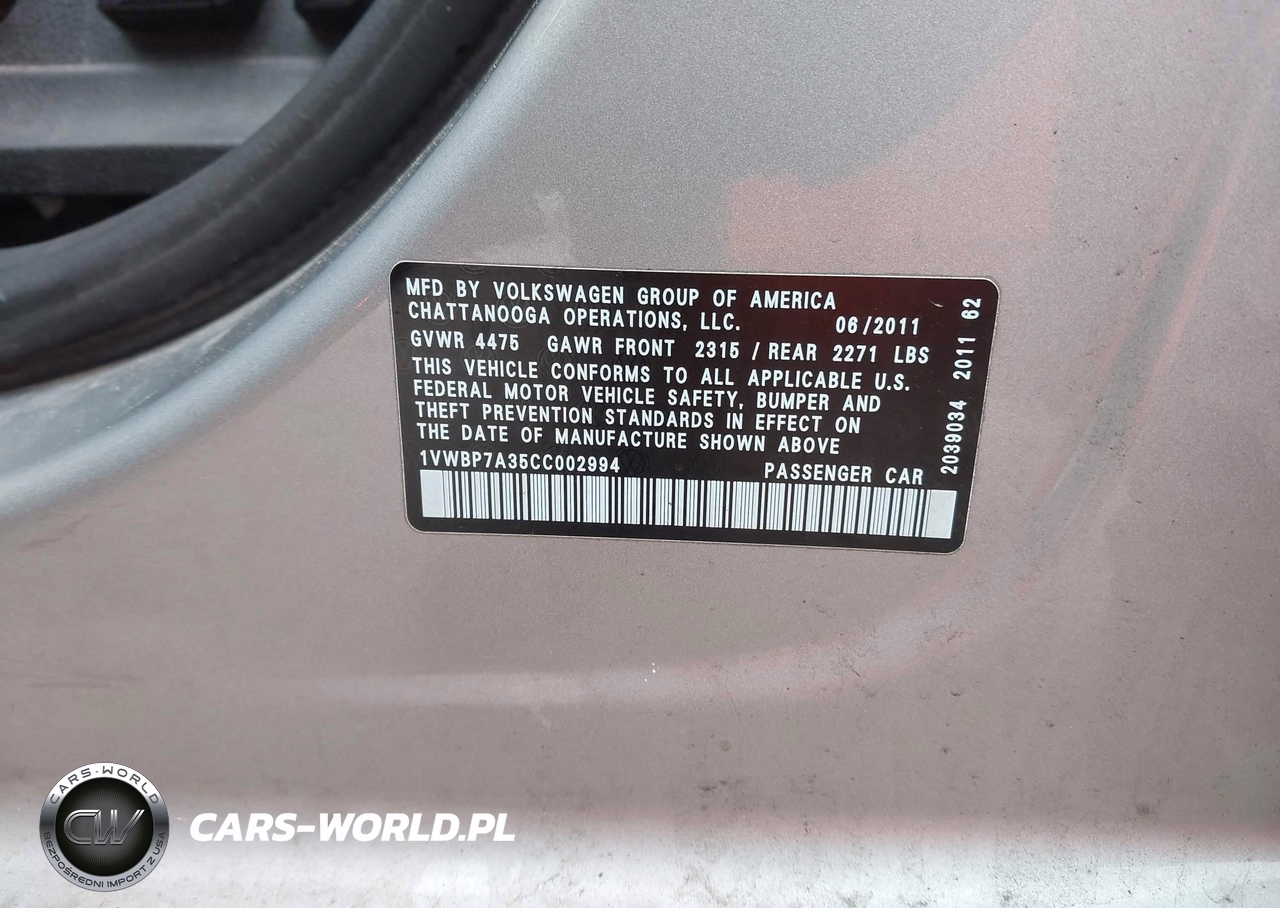 MFD BY VOLKSWAGEN GROUP OF AMERICA
CHATTANOOGA OPERATIONS, LLC. 06/2011
GVWR 4475 GAWR FRONT 2315 / REAR 2271 LBS
THIS VEHICLE CONFORMS TO ALL APPLICABLE U.S.
FEDERAL MOTOR VEHICLE SAFETY, BUMPER AND
THEFT PREVENTION STANDARDS IN EFFECT ON
THE DATE OF MANUFACTURE SHOWN ABOVE
1VWBP7A35CC002994 PASSENGER CAR
2039034 2011 62
CARS-WORLD
CW
BEZPOŚREDNI IMPORT Z USA
CARS-WORLD.PL